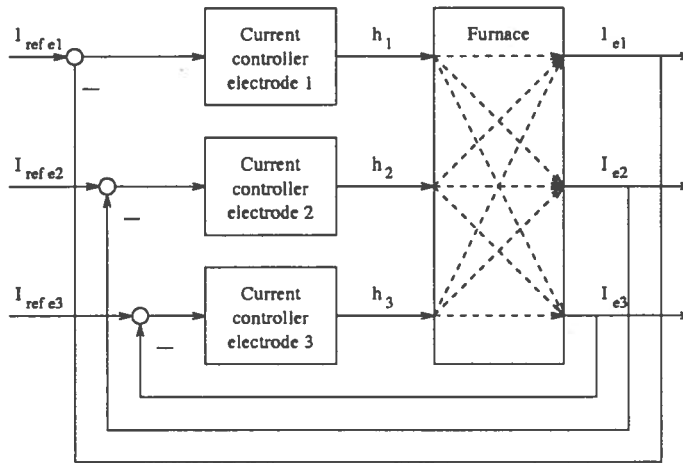 I ref e1
Current
controller
electrode 1
h1
Furnace
I e1
I ref e2
Current
controller
electrode 2
h2
I e2
I ref e3
Current
controller
electrode 3
h3
I e3